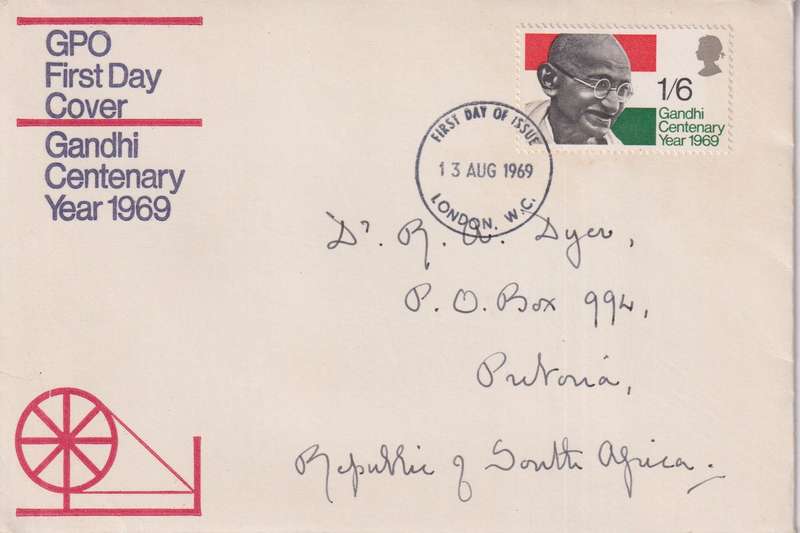 GPO
First Day
Cover
Gandhi
Centenary
Year 1969
1/6
Gandhi
Centenary
Year 1969
FIRST DAY OF ISSUE
13 AUG 1969
LONDON. W.C.
Dr. R. A. Dyer,
P. O. Box 994,
Pretoria,
Republic of South Africa.